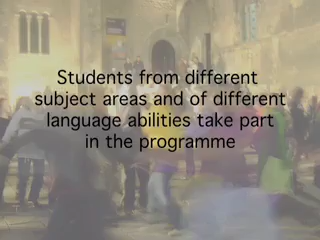 Students from different
subject areas and of different
language abilities take part
in the programme